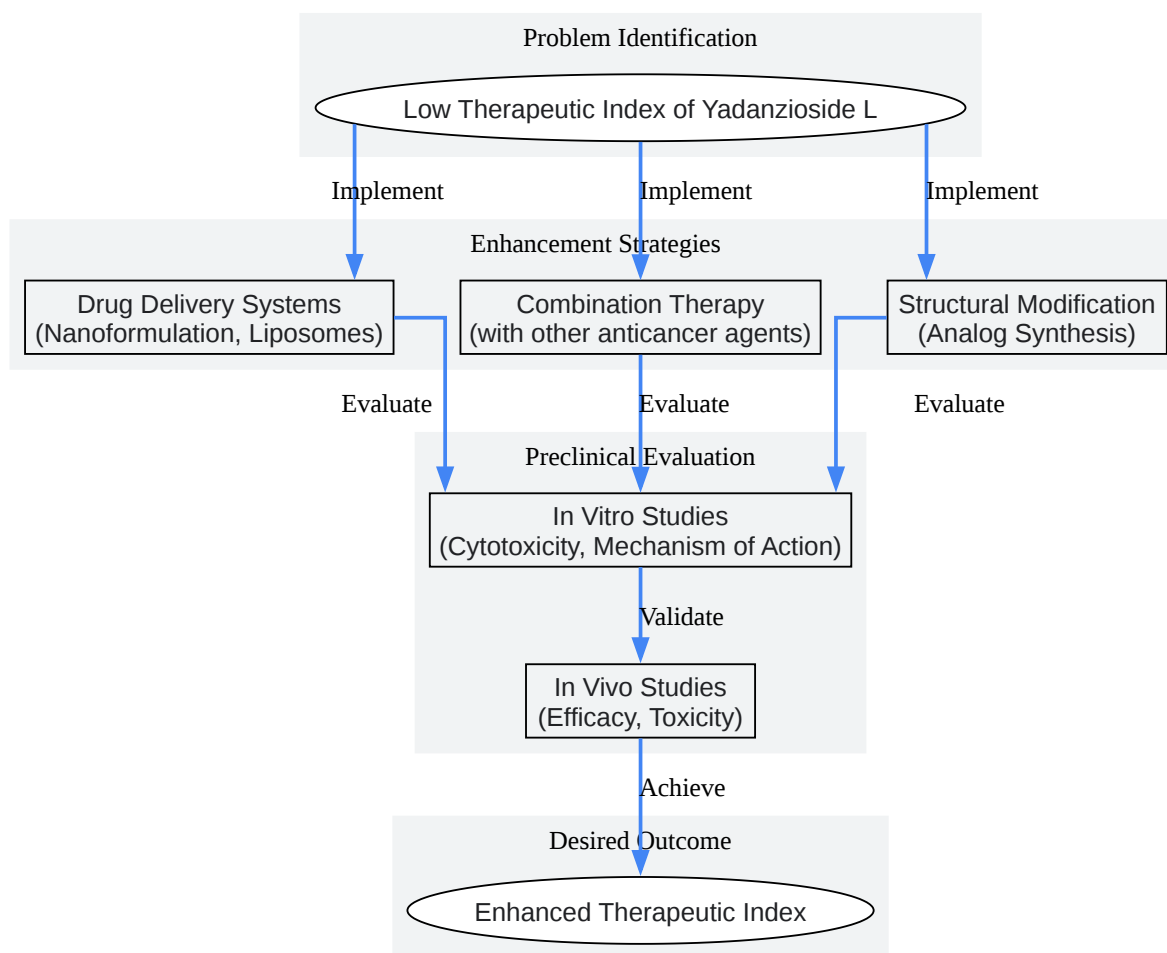 Problem Identification
Low Therapeutic Index of Yadanzioside L
Implement
Implement
Implement
Enhancement Strategies
Drug Delivery Systems
(Nanoformulation, Liposomes)
Combination Therapy
(with other anticancer agents)
Structural Modification
(Analog Synthesis)
Evaluate
Evaluate
Evaluate
Preclinical Evaluation
In Vitro Studies
(Cytotoxicity, Mechanism of Action)
Validate
In Vivo Studies
(Efficacy, Toxicity)
Achieve
Desired Outcome
Enhanced Therapeutic Index